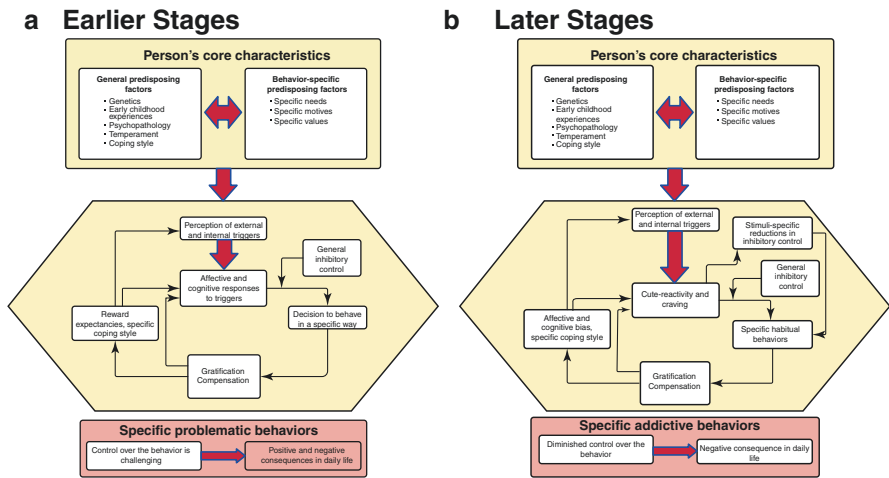 a Earlier Stages
Person's core characteristics
General predisposing
factors
• Genetics
• Early childhood
experiences
• Psychopathology
• Temperament
• Coping style
Behavior-specific
predisposing factors
• Specific needs
• Specific motives
• Specific values
Perception of external
and internal triggers
General
inhibitory
control
Affective and
cognitive responses
to triggers
Reward
expectancies, specific
coping style
Decision to behave
in a specific way
Gratification
Compensation
Specific problematic behaviors
Control over the behavior is
challenging
Positive and negative
consequences in daily life
b Later Stages
Person's core characteristics
General predisposing
factors
• Genetics
• Early childhood
experiences
• Psychopathology
• Temperament
• Coping style
Behavior-specific
predisposing factors
• Specific needs
• Specific motives
• Specific values
Perception of external
and internal triggers
Stimuli-specific
reductions in
inhibitory control
General
inhibitory
control
Cute-reactivity and
craving
Affective and
cognitive bias,
specific coping style
Specific habitual
behaviors
Gratification
Compensation
Specific addictive behaviors
Diminished control over the
behavior
Negative consequence in daily
life